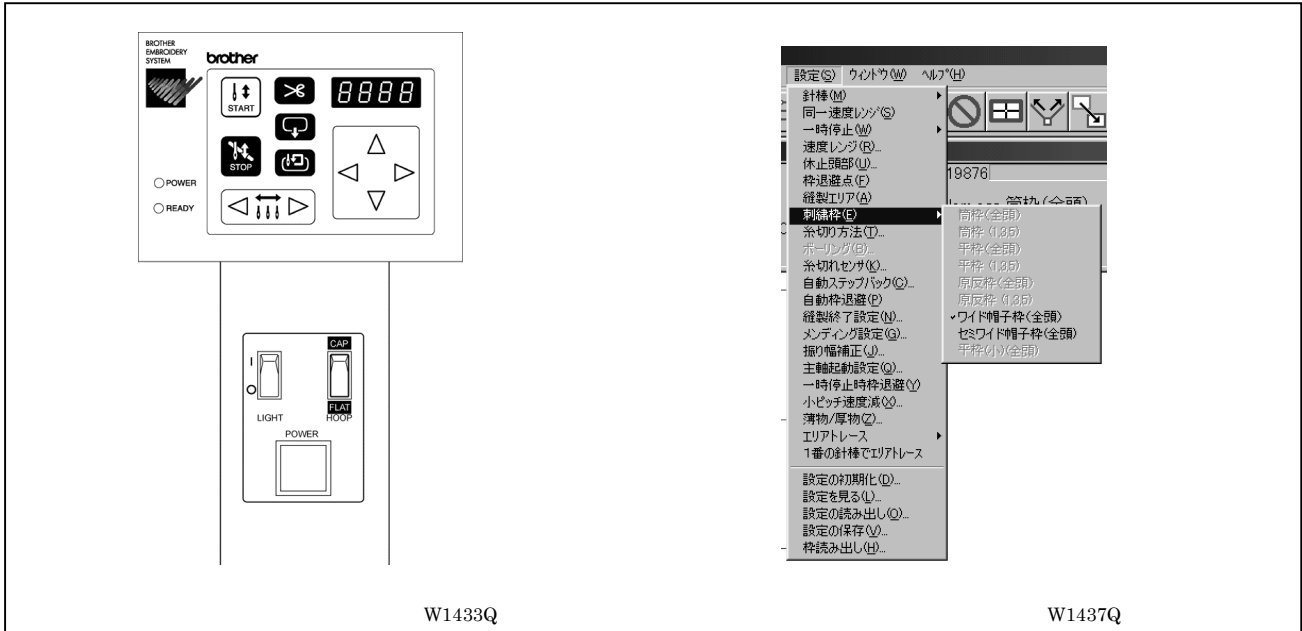 BROTHER
EMBROIDERY
SYSTEM
brother
START
8888
STOP
POWER
READY
CAP
I
O
FLAT
LIGHT
HOOP
POWER
W1433Q
設定(S) ウィンドウ(W) ヘルプ(H)
針棒(M)
同一速度レンジ(S)
一時停止(W)
速度レンジ(R)...
休止頭部(U)...
枠退避点(F)
縫製エリア(A)
刺繍枠(E)
糸切り方法(T)...
ボーリング(B)...
糸切れセンサ(K)...
自動ステップバック(C)...
自動枠退避(P)
縫製終了設定(N)...
メンディング設定(G)...
振り幅補正(J)...
主軸起動設定(Q)...
一時停止時枠退避(Y)
小ピッチ速度減(X)...
薄物/厚物(Z)...
エリアトレース
1番の針棒でエリアトレース
設定の初期化(D)...
設定を見る(L)...
設定の読み出し(O)...
設定の保存(V)...
枠読み出し(H)...
19876
筒枠(全頭)
筒枠(全頭)
筒枠 (1,3,5)
平枠(全頭)
平枠 (1,3,5)
原反枠(全頭)
原反枠 (1,3,5)
✓ワイド帽子枠(全頭)
セミワイド帽子枠(全頭)
平枠(小)(全頭)
W1437Q